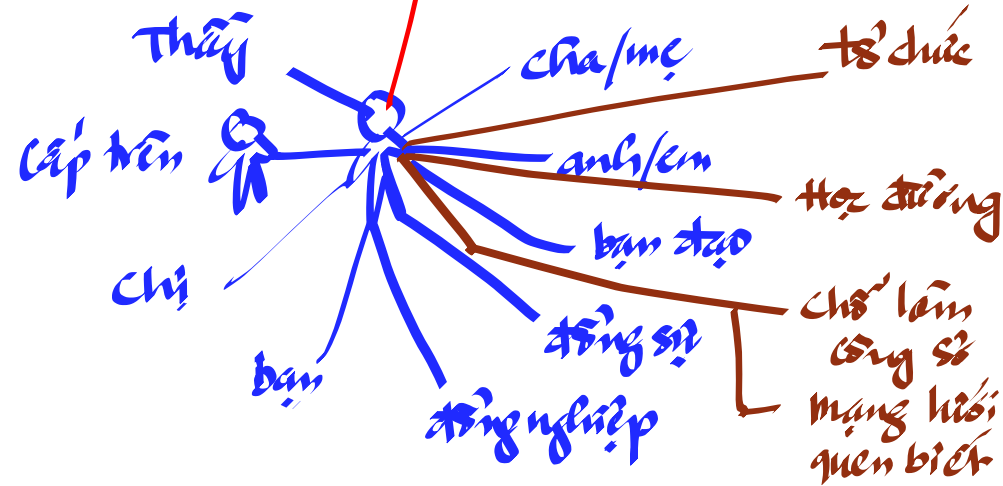 Thầy
cha/mẹ
tổ chức
Cấp trên
anh/em
Học đường
bạn đạo
chị
chỗ làm
công sở
đồng sự
bạn
mạng lưới
quen biết
đồng nghiệp